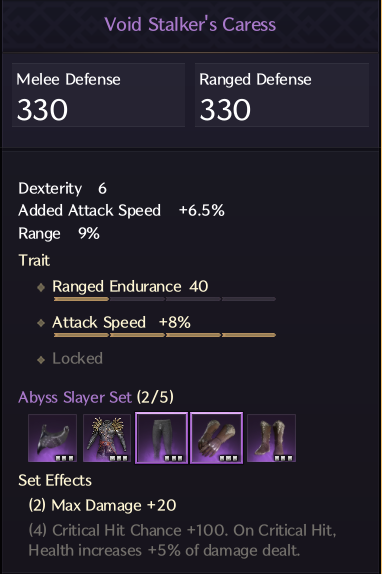 Void Stalker's Caress
Melee Defense
330
Ranged Defense
330
Dexterity 6
Added Attack Speed +6.5%
Range 9%
Trait
Ranged Endurance 40
Attack Speed +8%
Locked
Abyss Slayer Set (2/5)
Set Effects
(2) Max Damage +20
(4) Critical Hit Chance +100. On Critical Hit,
Health increases +5% of damage dealt.